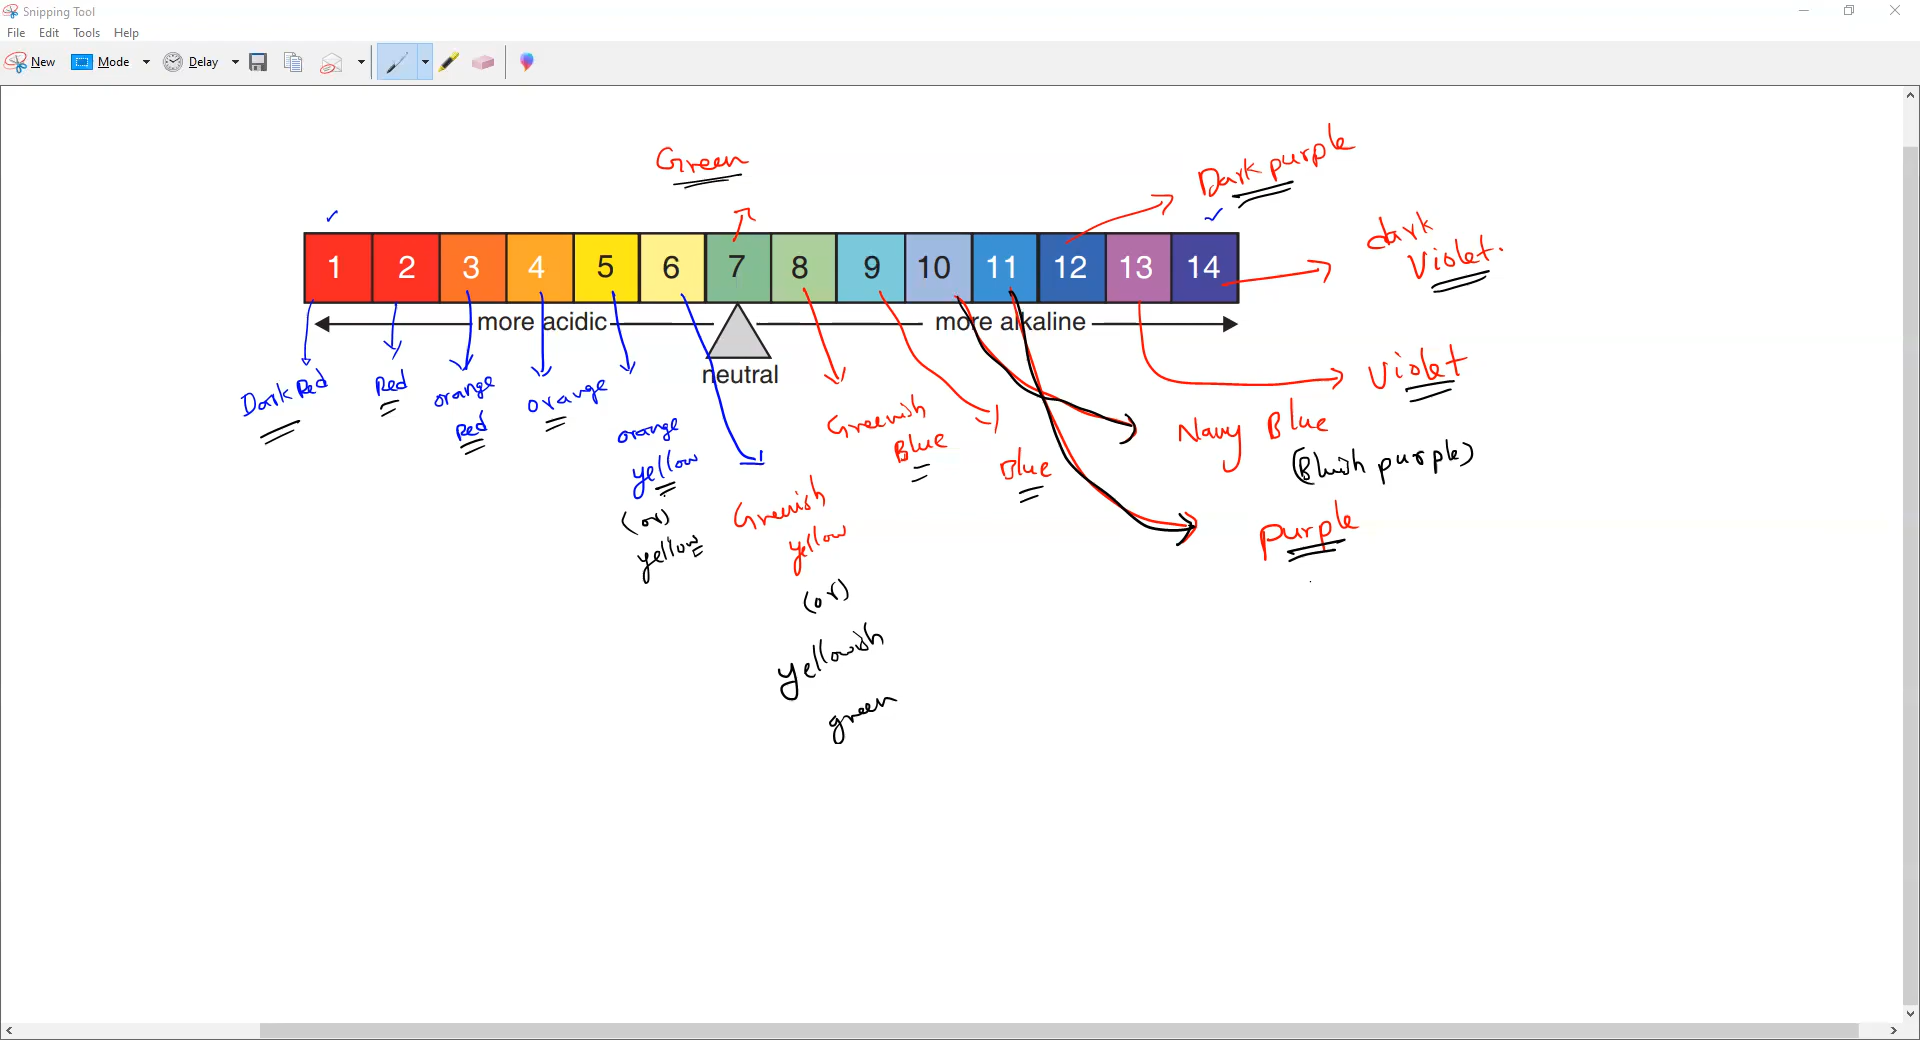 Snipping Tool
File Edit Tools Help
New Mode Delay
Green
Dark purple
dark
Violet.
1 2 3 4 5 6 7 8 9 10 11 12 13 14
more acidic
more alkaline
neutral
Dark Red
Red
orange
Red
orange
orange
yellow
(or)
yellow
Greenish
yellow
(or)
yellowish
green
Greenish
Blue
Blue
Violet
Navy Blue
(Bluish purple)
purple